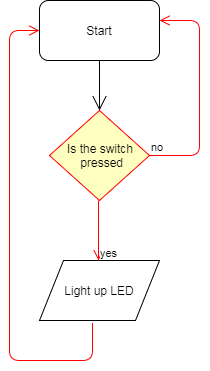 Start
Is the switch
pressed
no
yes
Light up LED